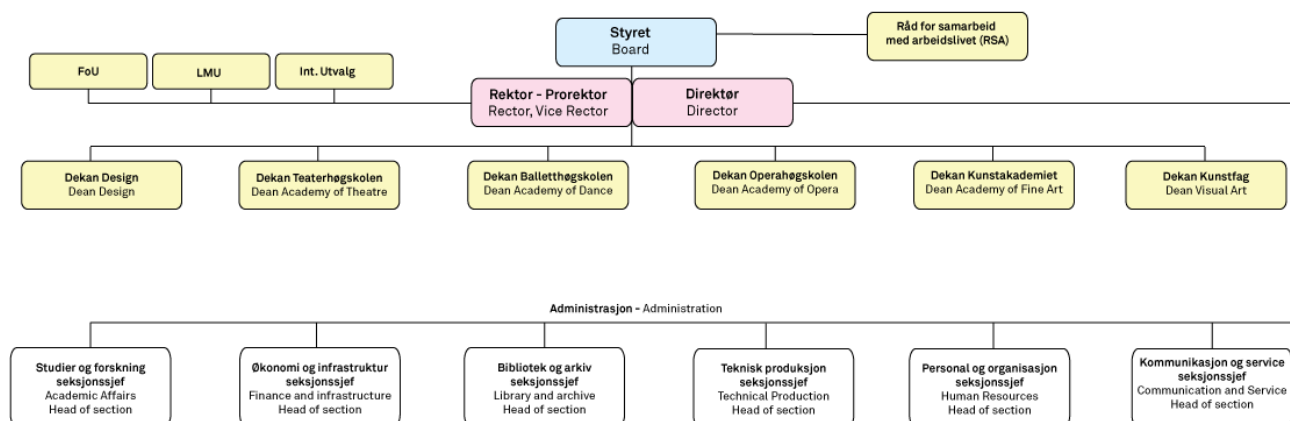 Styret
Board
Råd for samarbeid
med arbeidslivet (RSA)
FoU
LMU
Int. Utvalg
Rektor - Prorektor
Rector, Vice Rector
Direktør
Director
Dekan Design
Dean Design
Dekan Teaterhøgskolen
Dean Academy of Theatre
Dekan Balletthøgskolen
Dean Academy of Dance
Dekan Operahøgskolen
Dean Academy of Opera
Dekan Kunstakademiet
Dean Academy of Fine Art
Dekan Kunstfag
Dean Visual Art
Administrasjon - Administration
Studier og forskning
seksjonssjef
Academic Affairs
Head of section
Økonomi og infrastruktur
seksjonssjef
Finance and infrastructure
Head of section
Bibliotek og arkiv
seksjonssjef
Library and archive
Head of section
Teknisk produksjon
seksjonssjef
Technical Production
Head of section
Personal og organisasjon
seksjonssjef
Human Resources
Head of section
Kommunikasjon og service
seksjonssjef
Communication and Service
Head of section